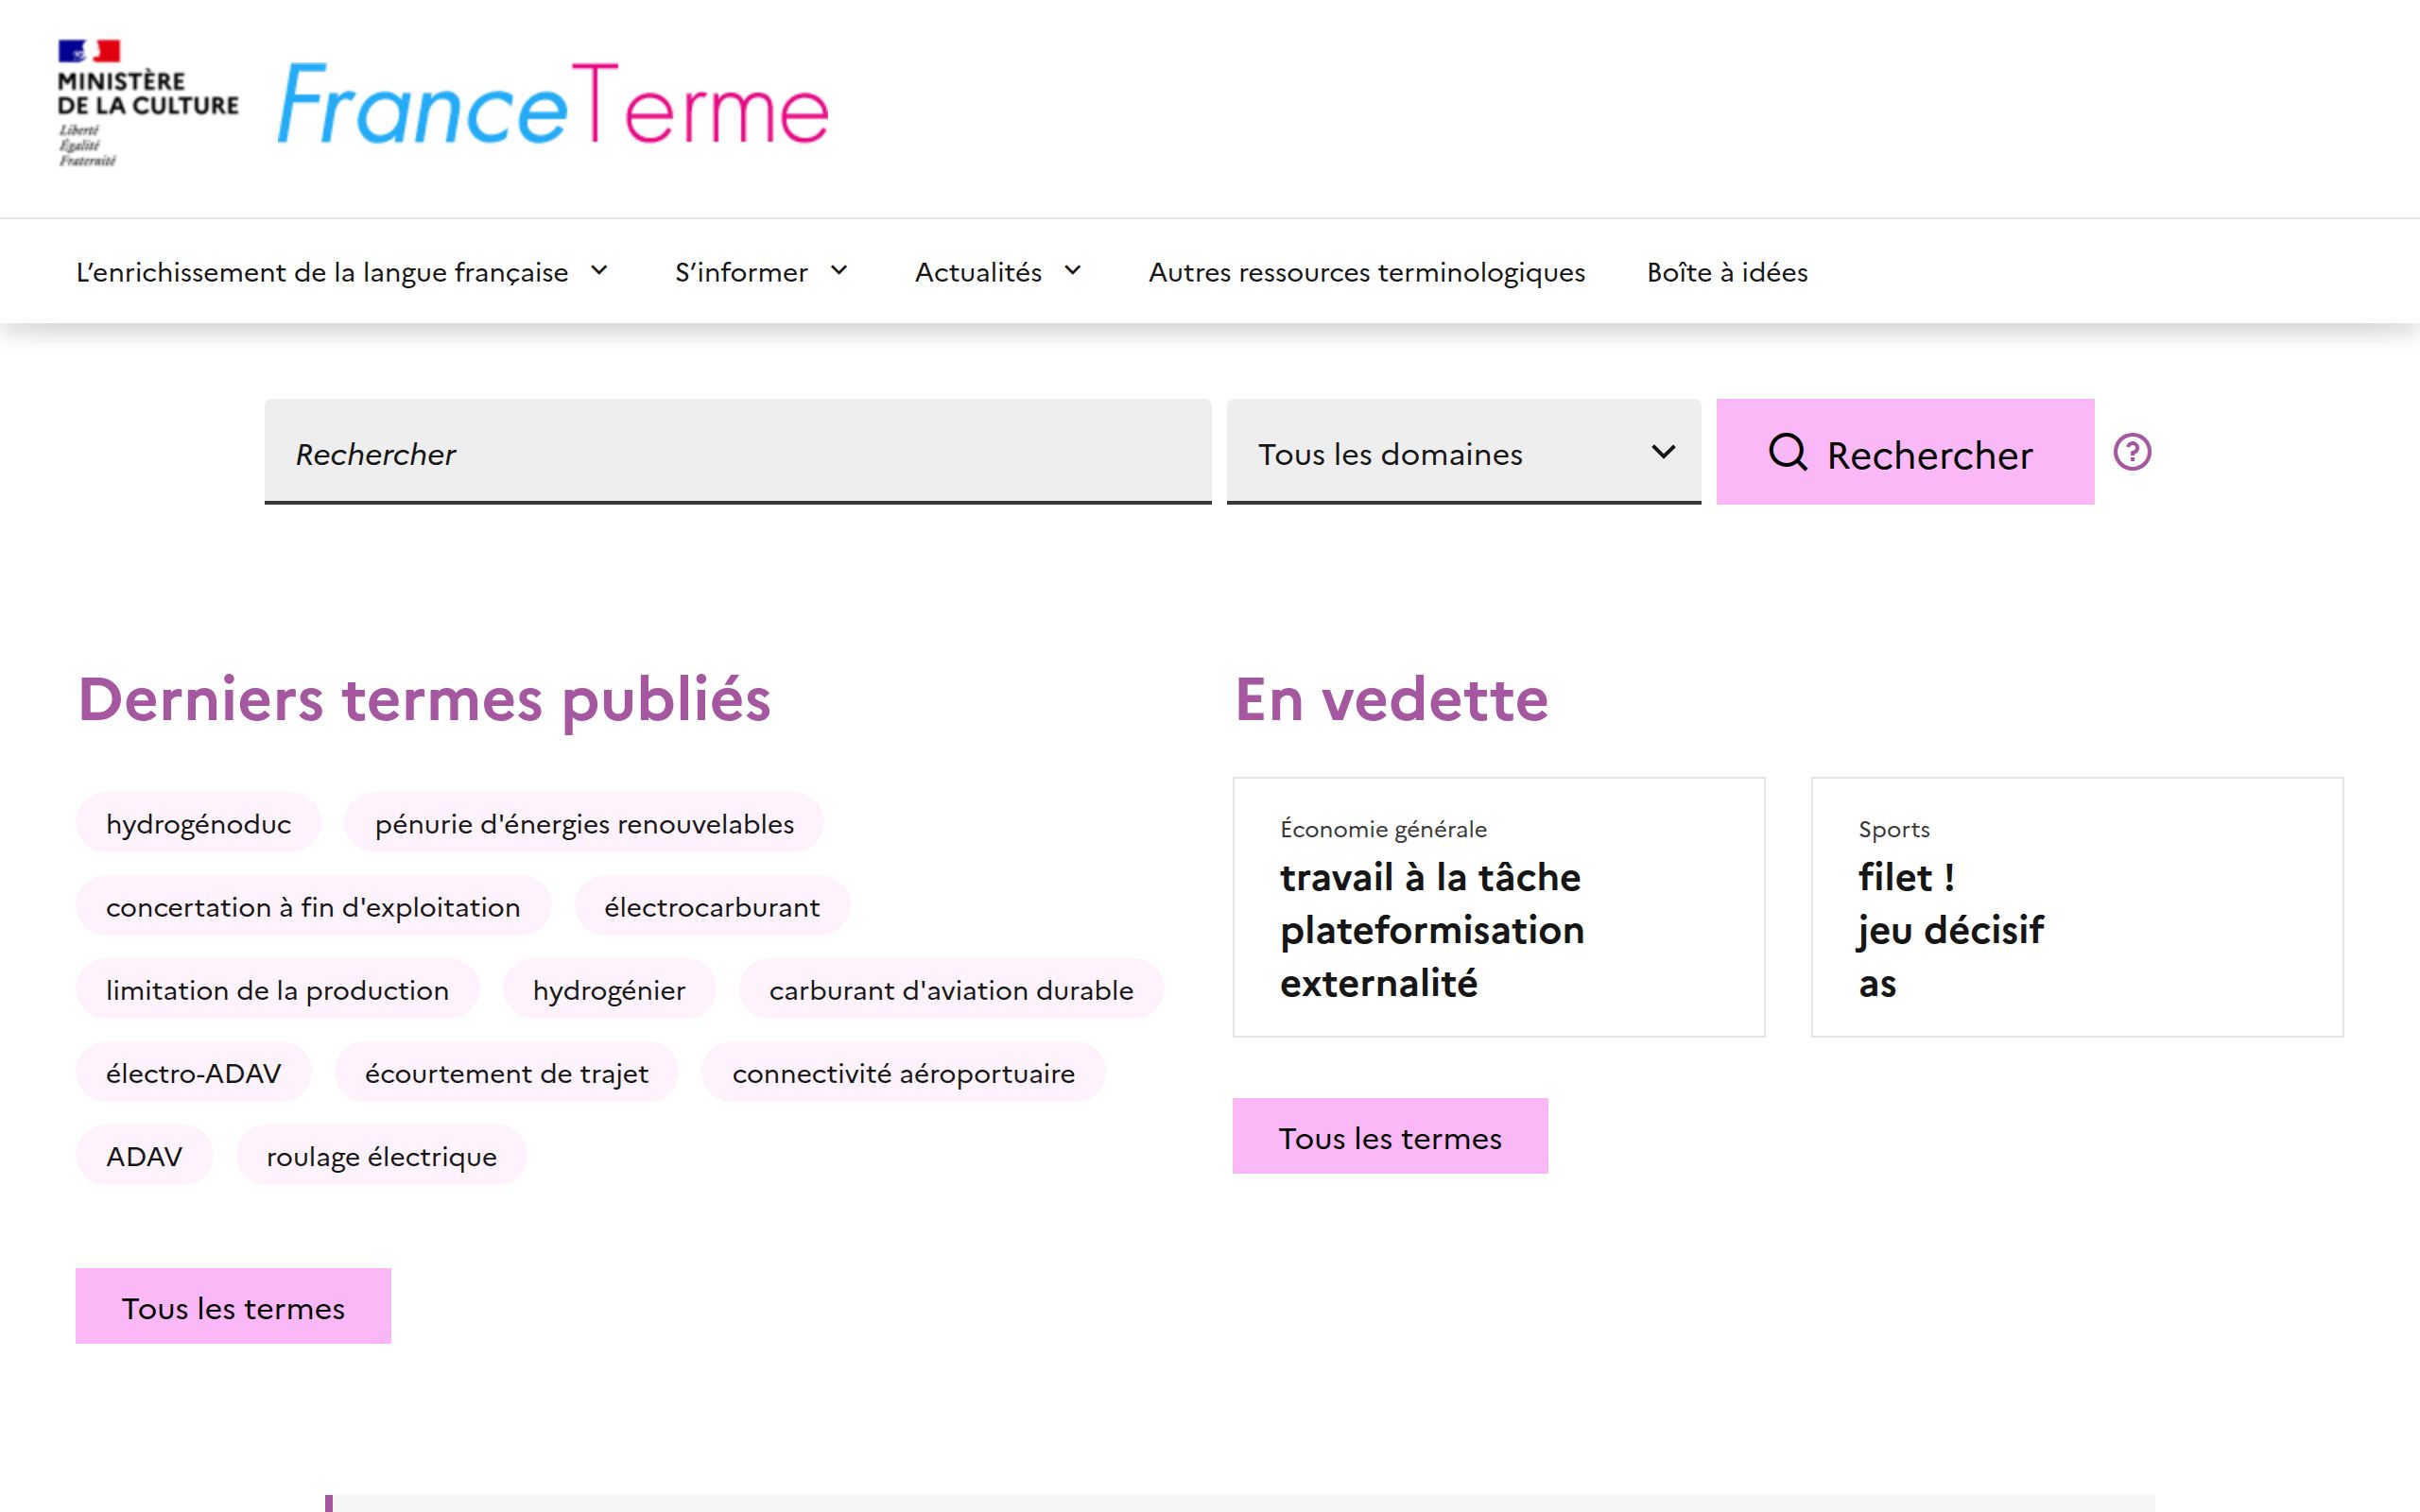 MINISTÈRE
DE LA CULTURE
Liberté
Égalité
Fraternité
FranceTerme
L’enrichissement de la langue française
S’informer
Actualités
Autres ressources terminologiques
Boîte à idées
Rechercher
Tous les domaines
Rechercher
?
Derniers termes publiés
hydrogénoduc
pénurie d'énergies renouvelables
concertation à fin d'exploitation
électrocarburant
limitation de la production
hydrogénier
carburant d'aviation durable
électro-ADAV
écourtement de trajet
connectivité aéroportuaire
ADAV
roulage électrique
Tous les termes
En vedette
Économie générale
travail à la tâche
plateformisation
externalité
Sports
filet !
jeu décisif
as
Tous les termes